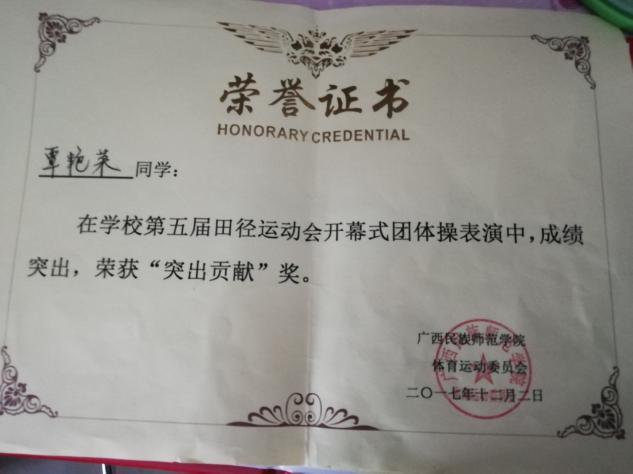 荣誉证书
HONORARY CREDENTIAL
覃艳菜 同学：
在学校第五届田径运动会开幕式团体操表演中，成绩
突出，荣获“突出贡献”奖。
广西民族师范学院
体育运动委员会
二〇一七年十二月二日